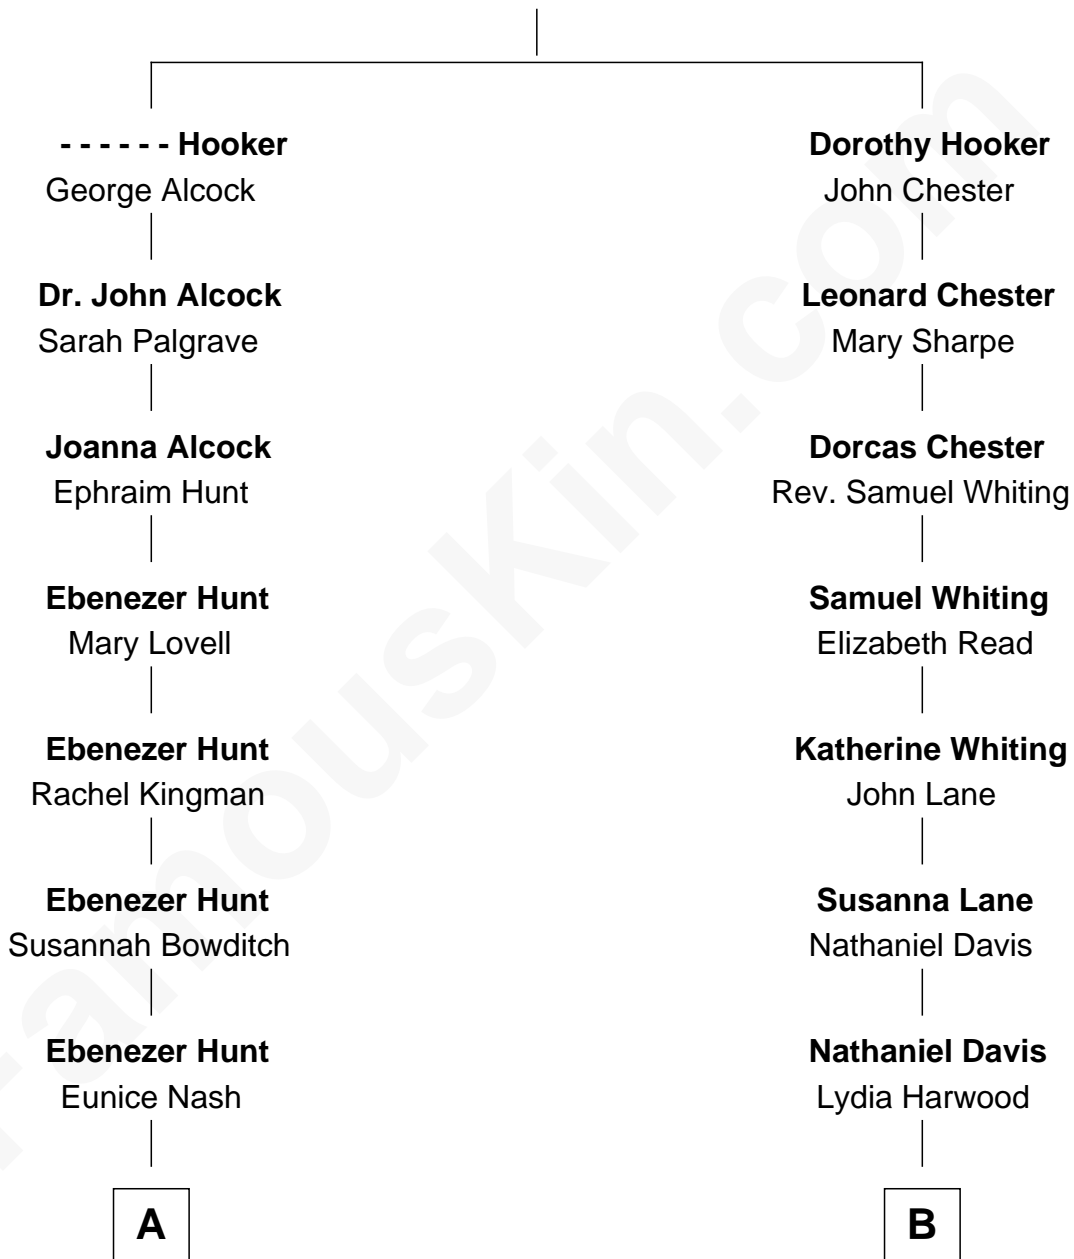 - - - - - - Hooker
George Alcock
Dr. John Alcock
Sarah Palgrave
Joanna Alcock
Ephraim Hunt
Ebenezer Hunt
Mary Lovell
Ebenezer Hunt
Rachel Kingman
Ebenezer Hunt
Susannah Bowditch
Ebenezer Hunt
Eunice Nash
A
Dorothy Hooker
John Chester
Leonard Chester
Mary Sharpe
Dorcas Chester
Rev. Samuel Whiting
Samuel Whiting
Elizabeth Read
Katherine Whiting
John Lane
Susanna Lane
Nathaniel Davis
Nathaniel Davis
Lydia Harwood
B
FamousKin.com